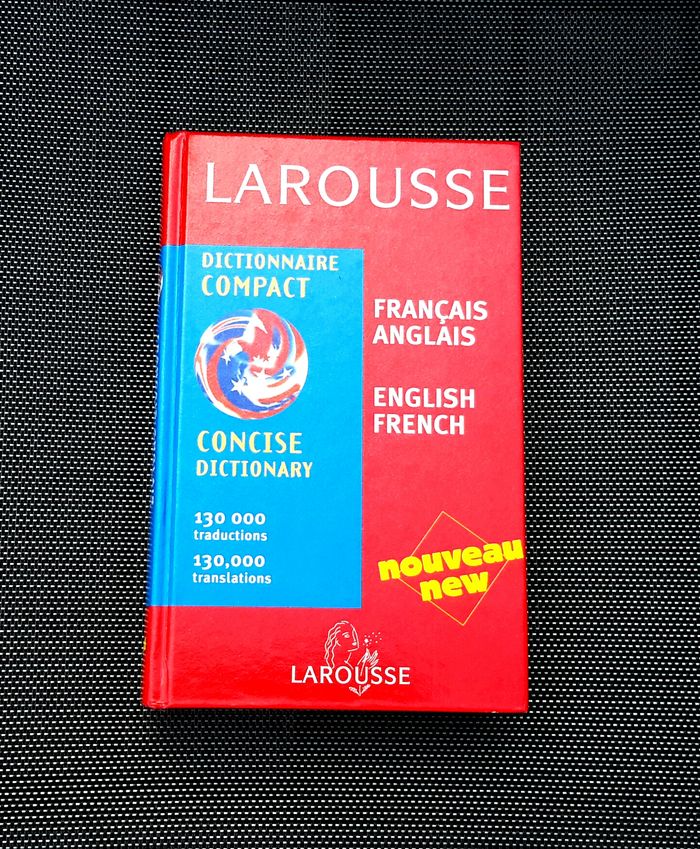 LAROUSSE
DICTIONNAIRE
COMPACT
CONCISE
DICTIONARY
130 000
traductions
130,000
translations
FRANÇAIS
ANGLAIS
ENGLISH
FRENCH
nouveau
new
LAROUSSE